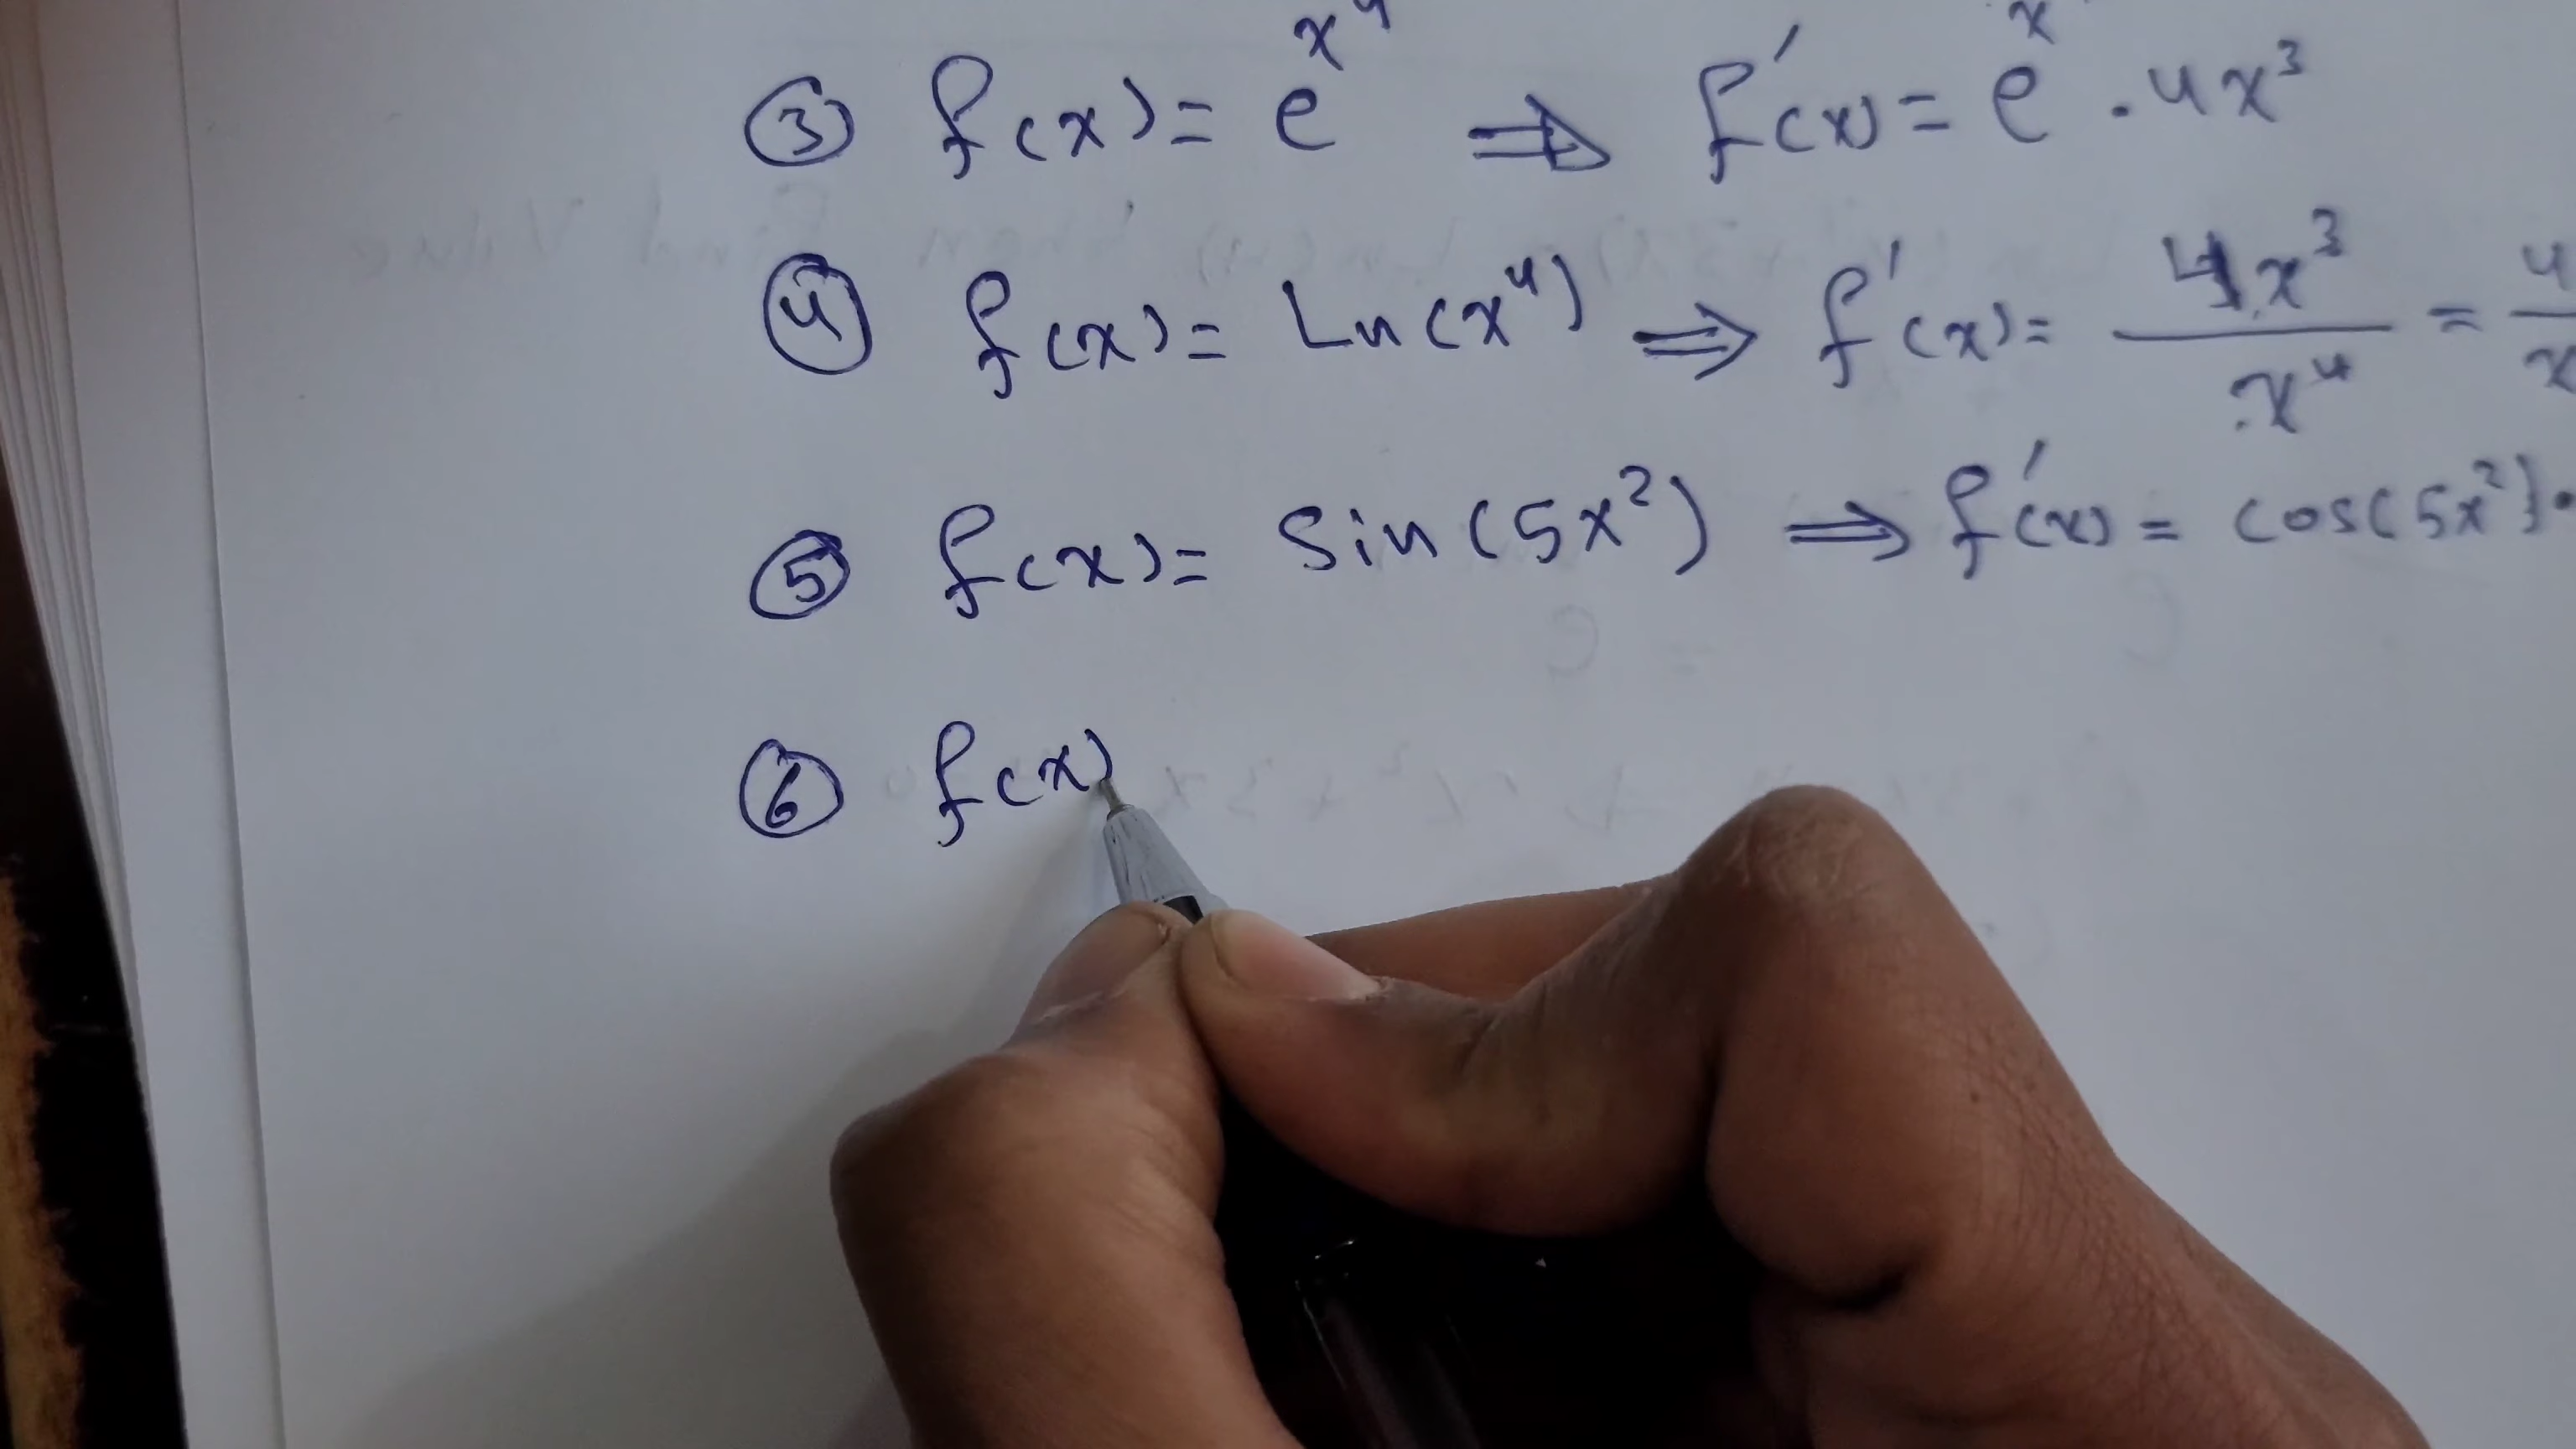 ③ f(x) = e^x^4 ⇒ f'(x) = e^x . 4x^3
④ f(x) = Ln(x^4) ⇒ f'(x) = 4x^3/x^4 = 4/x
⑤ f(x) = Sin(5x^2) ⇒ f'(x) = cos(5x^2).
⑥ f(x)